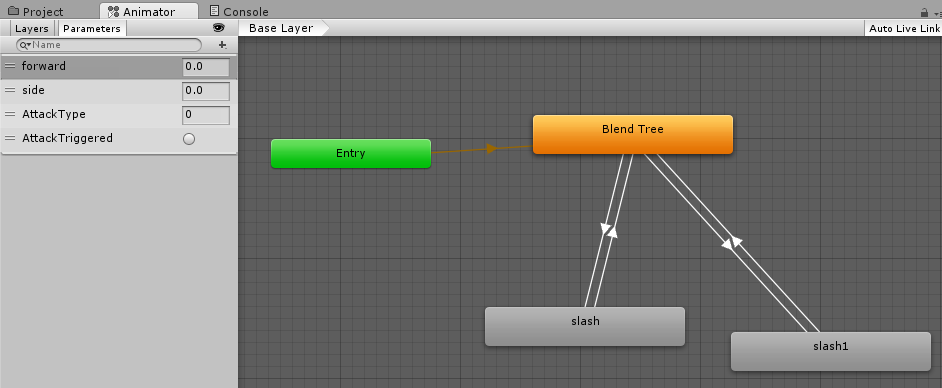 Project Animator Console
Layers Parameters Base Layer Auto Live Link
Name
forward 0.0
side 0.0
AttackType 0
AttackTriggered
Entry
Blend Tree
slash
slash1